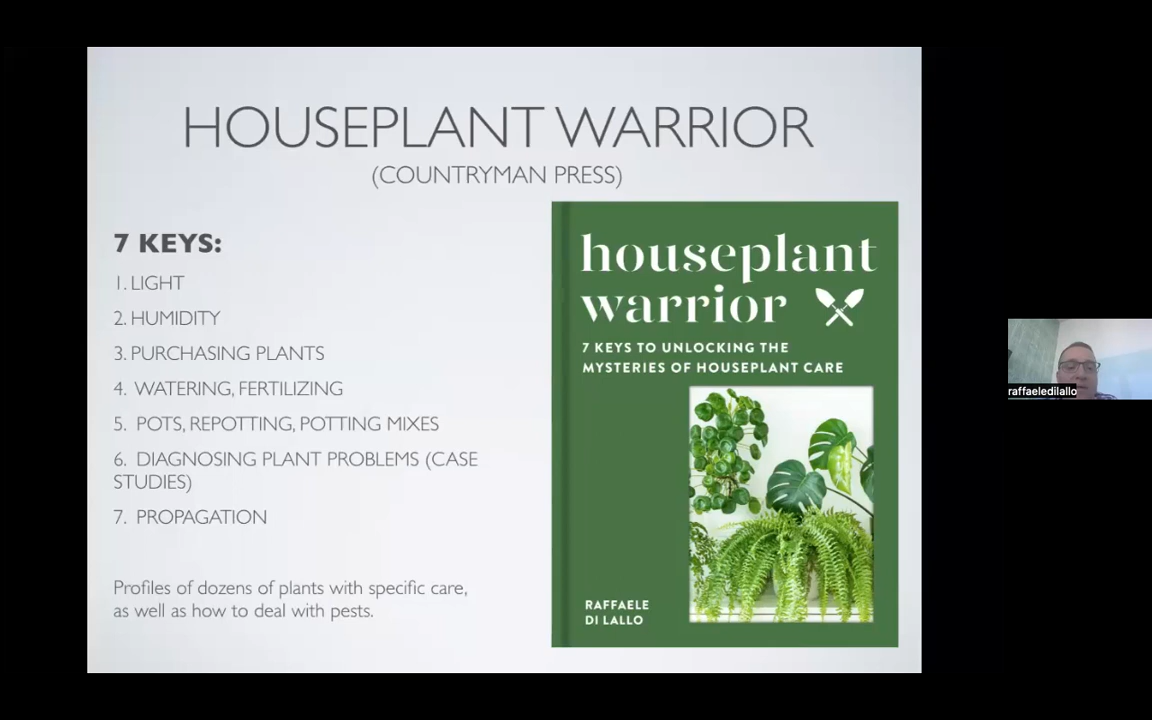 HOUSEPLANT WARRIOR
(COUNTRYMAN PRESS)
7 KEYS:
1. LIGHT
2. HUMIDITY
3. PURCHASING PLANTS
4. WATERING, FERTILIZING
5. POTS, REPOTTING, POTTING MIXES
6. DIAGNOSING PLANT PROBLEMS (CASE
STUDIES)
7. PROPAGATION
Profiles of dozens of plants with specific care,
as well as how to deal with pests.
houseplant
warrior
7 KEYS TO UNLOCKING THE
MYSTERIES OF HOUSEPLANT CARE
RAFFAELE
DI LALLO
raffaeledilallo